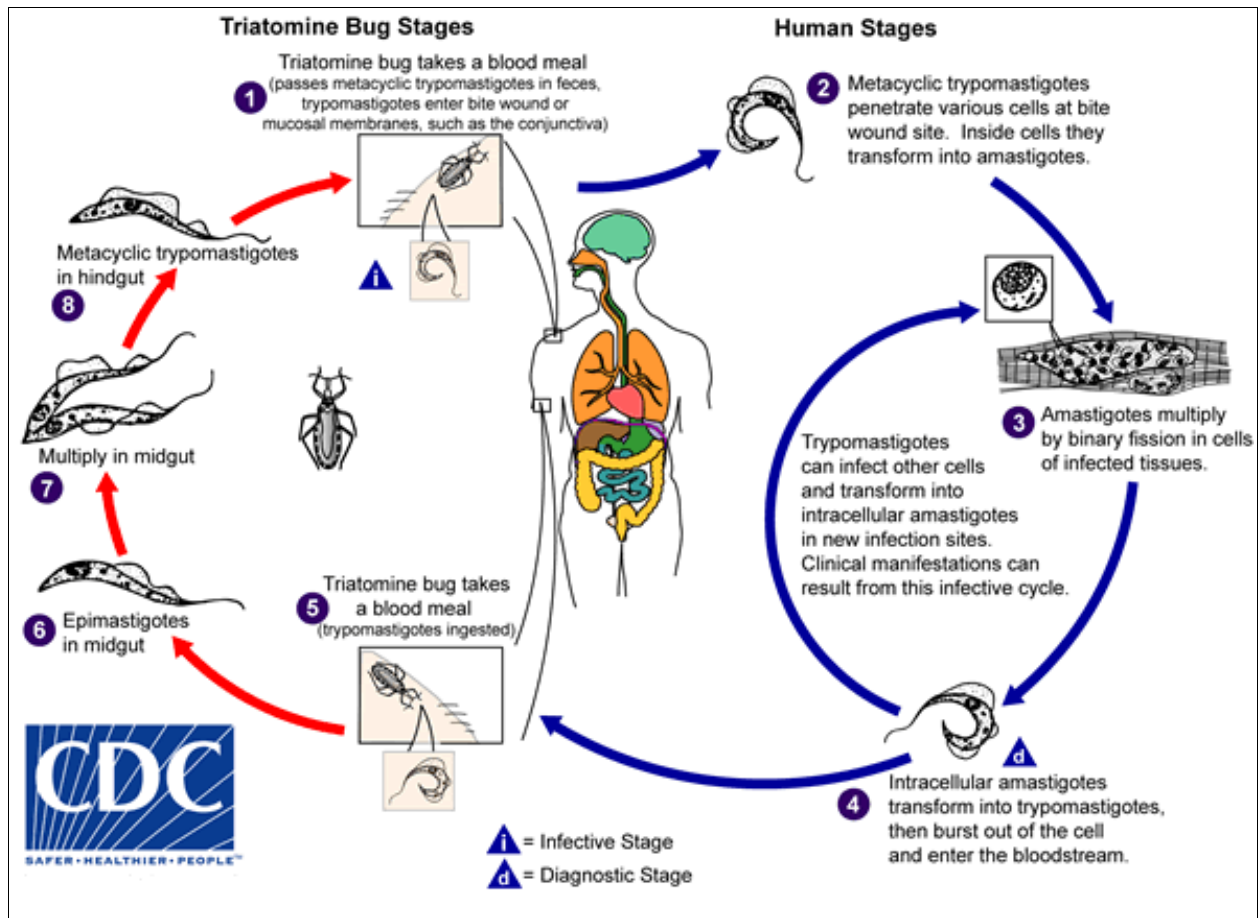 Triatomine Bug Stages
Human Stages
Triatomine bug takes a blood meal
(passes metacyclic trypomastigotes in feces,
trypomastigotes enter bite wound or
mucosal membranes, such as the conjunctiva)
1
i
2
Metacyclic trypomastigotes
penetrate various cells at bite
wound site. Inside cells they
transform into amastigotes.
3
Amastigotes multiply
by binary fission in cells
of infected tissues.
Trypomastigotes
can infect other cells
and transform into
intracellular amastigotes
in new infection sites.
Clinical manifestations can
result from this infective cycle.
d
4
Intracellular amastigotes
transform into trypomastigotes,
then burst out of the cell
and enter the bloodstream.
Triatomine bug takes
a blood meal
(trypomastigotes ingested)
5
6
Epimastigotes
in midgut
Multiply in midgut
7
Metacyclic trypomastigotes
in hindgut
8
i = Infective Stage
d = Diagnostic Stage
CDC
SAFER•HEALTHIER•PEOPLE™